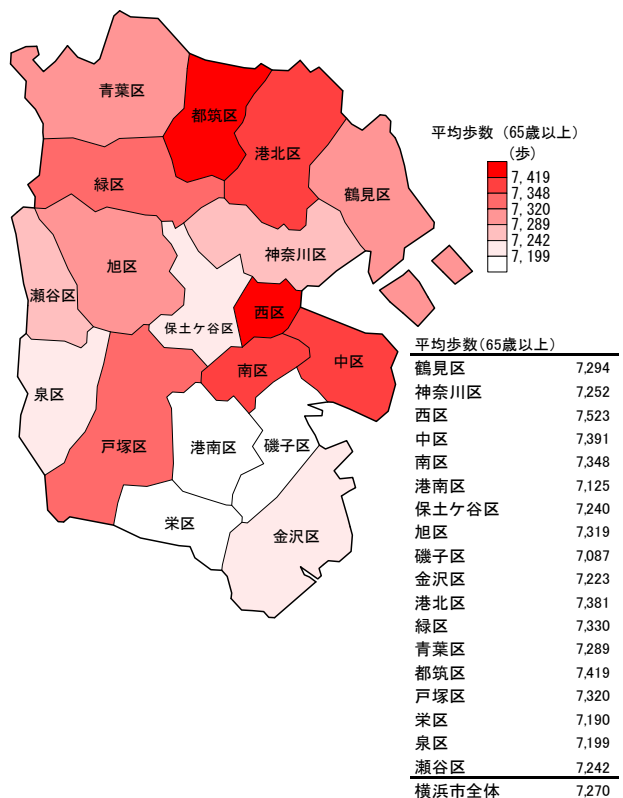 青葉区
都筑区
港北区
平均歩数 (65歳以上)
(歩)
7,419
7,348
7,320
7,289
7,242
7,199
緑区
鶴見区
神奈川区
旭区
瀬谷区
西区
保土ケ谷区
中区
南区
泉区
戸塚区
港南区
磯子区
栄区
金沢区
平均歩数(65歳以上)
鶴見区 7,294
神奈川区 7,252
西区 7,523
中区 7,391
南区 7,348
港南区 7,125
保土ケ谷区 7,240
旭区 7,319
磯子区 7,087
金沢区 7,223
港北区 7,381
緑区 7,330
青葉区 7,289
都筑区 7,419
戸塚区 7,320
栄区 7,190
泉区 7,199
瀬谷区 7,242
横浜市全体 7,270